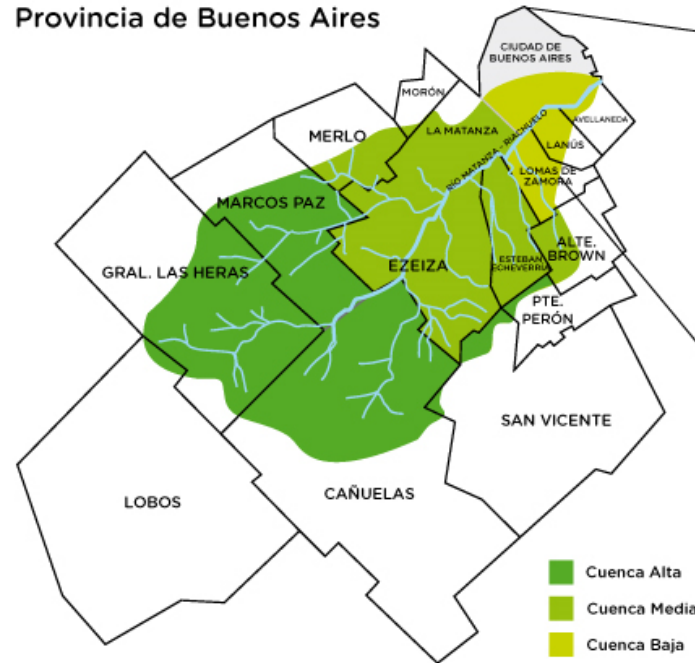 Provincia de Buenos Aires
CIUDAD DE
BUENOS AIRES
MORÓN
LA MATANZA
AVELLANEDA
MERLO
LANÚS
RÍO MATANZA - RIACHUELO
LOMAS DE
ZAMORA
MARCOS PAZ
ALTE.
BROWN
ESTEBAN
ECHEVERRÍA
EZEIZA
GRAL. LAS HERAS
PTE.
PERÓN
SAN VICENTE
CAÑUELAS
LOBOS
Cuenca Alta
Cuenca Media
Cuenca Baja